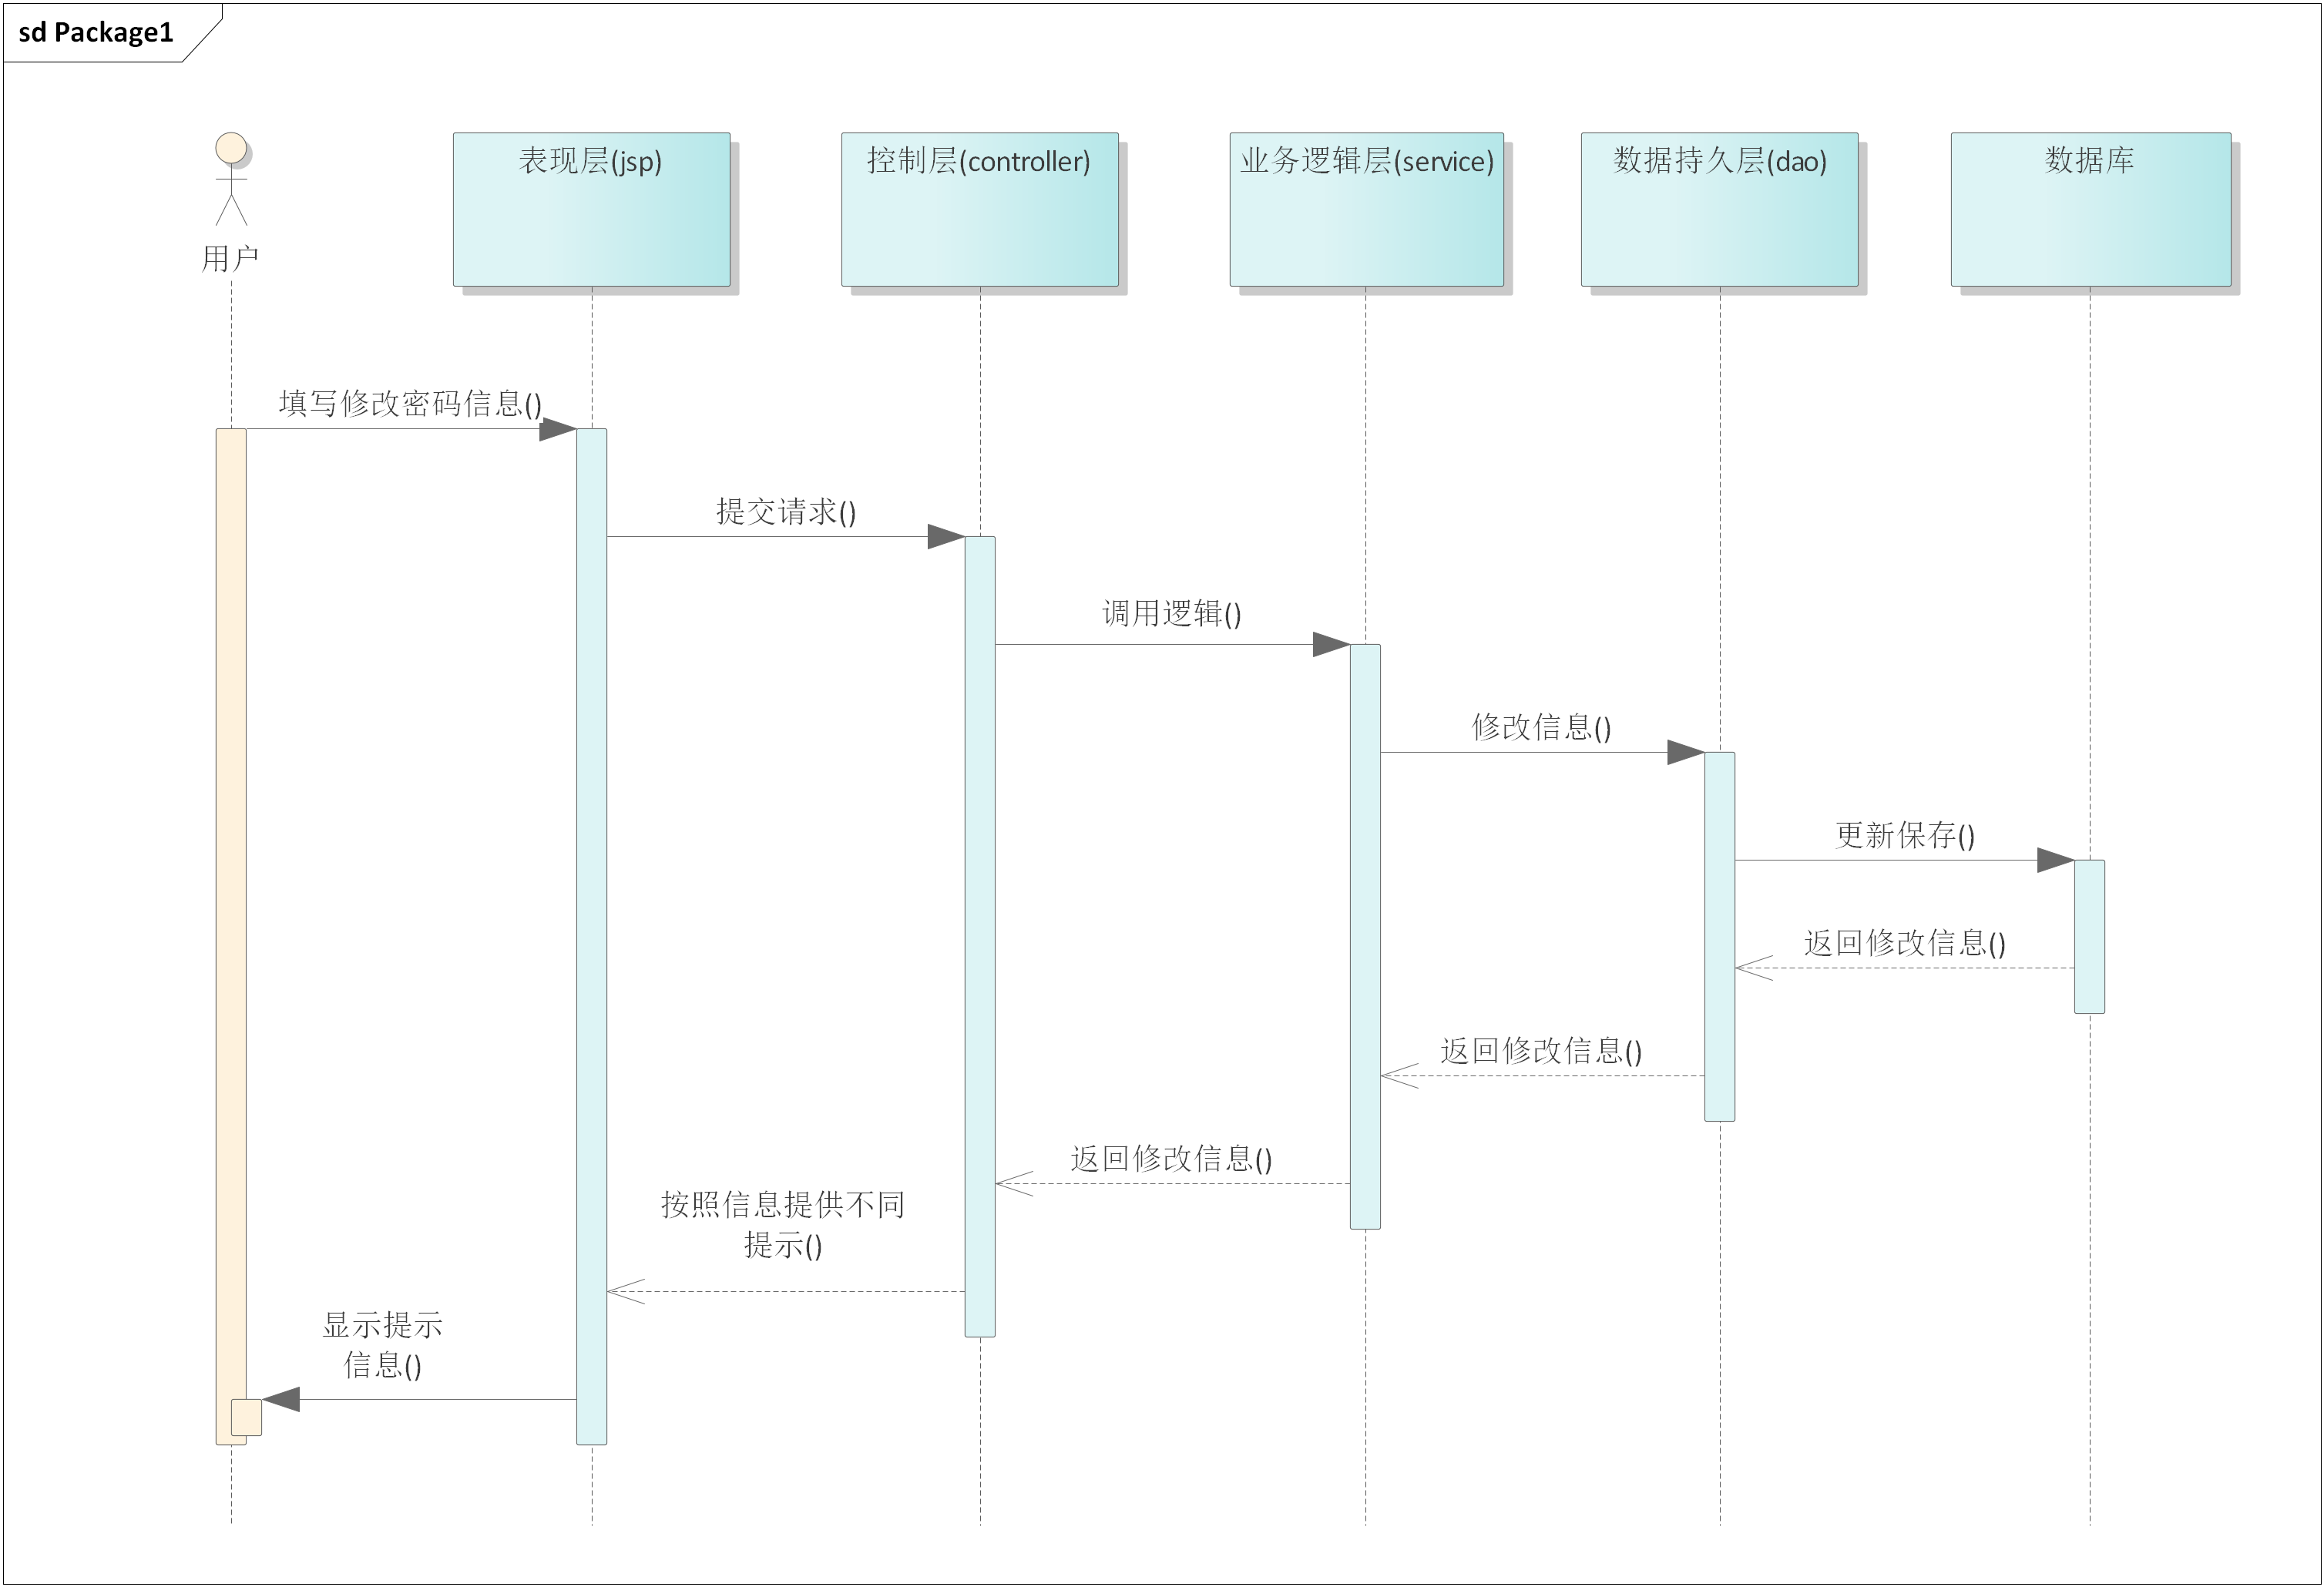 sd Package1
用户
表现层(jsp)
控制层(controller)
业务逻辑层(service)
数据持久层(dao)
数据库
填写修改密码信息()
提交请求()
调用逻辑()
修改信息()
更新保存()
返回修改信息()
返回修改信息()
返回修改信息()
按照信息提供不同
提示()
显示提示
信息()